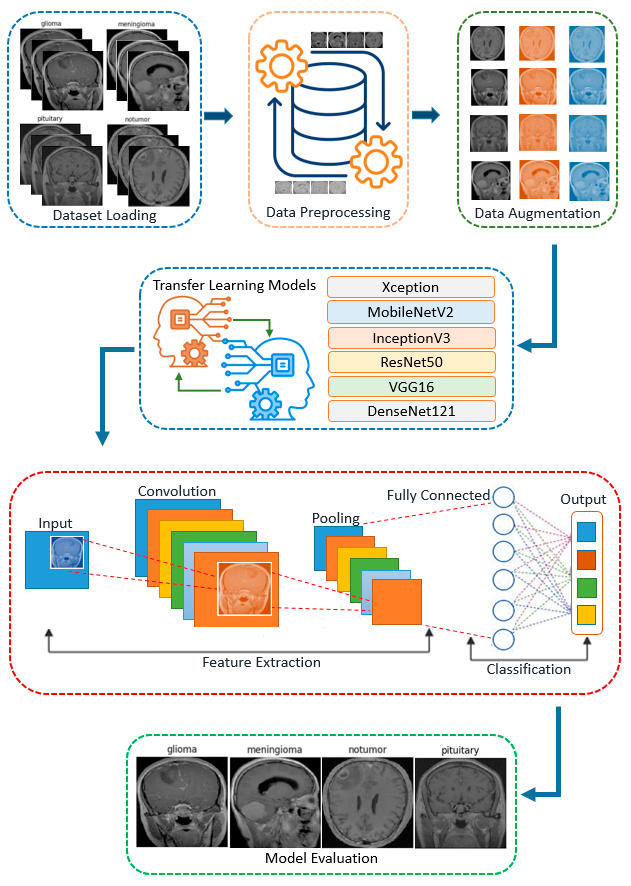 glioma
meningioma
pituitary
notumor
Dataset Loading
Data Preprocessing
Data Augmentation
Transfer Learning Models
Xception
MobileNetV2
InceptionV3
ResNet50
VGG16
DenseNet121
Input
Convolution
Pooling
Fully Connected
Output
Feature Extraction
Classification
glioma
meningioma
notumor
pituitary
Model Evaluation